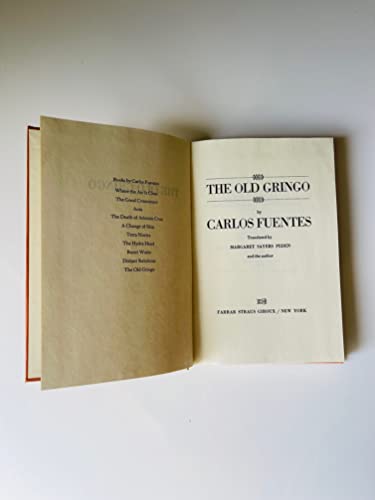 Books by Carlos Fuentes
Where the Air Is Clear
The Good Conscience
Aura
The Death of Artemio Cruz
A Change of Skin
Terra Nostra
The Hydra Head
Burnt Water
Distant Relations
The Old Gringo
THE OLD GRINGO
by
CARLOS FUENTES
Translated by
MARGARET SAYERS PEDEN
and the author
FARRAR STRAUS GIROUX / NEW YORK